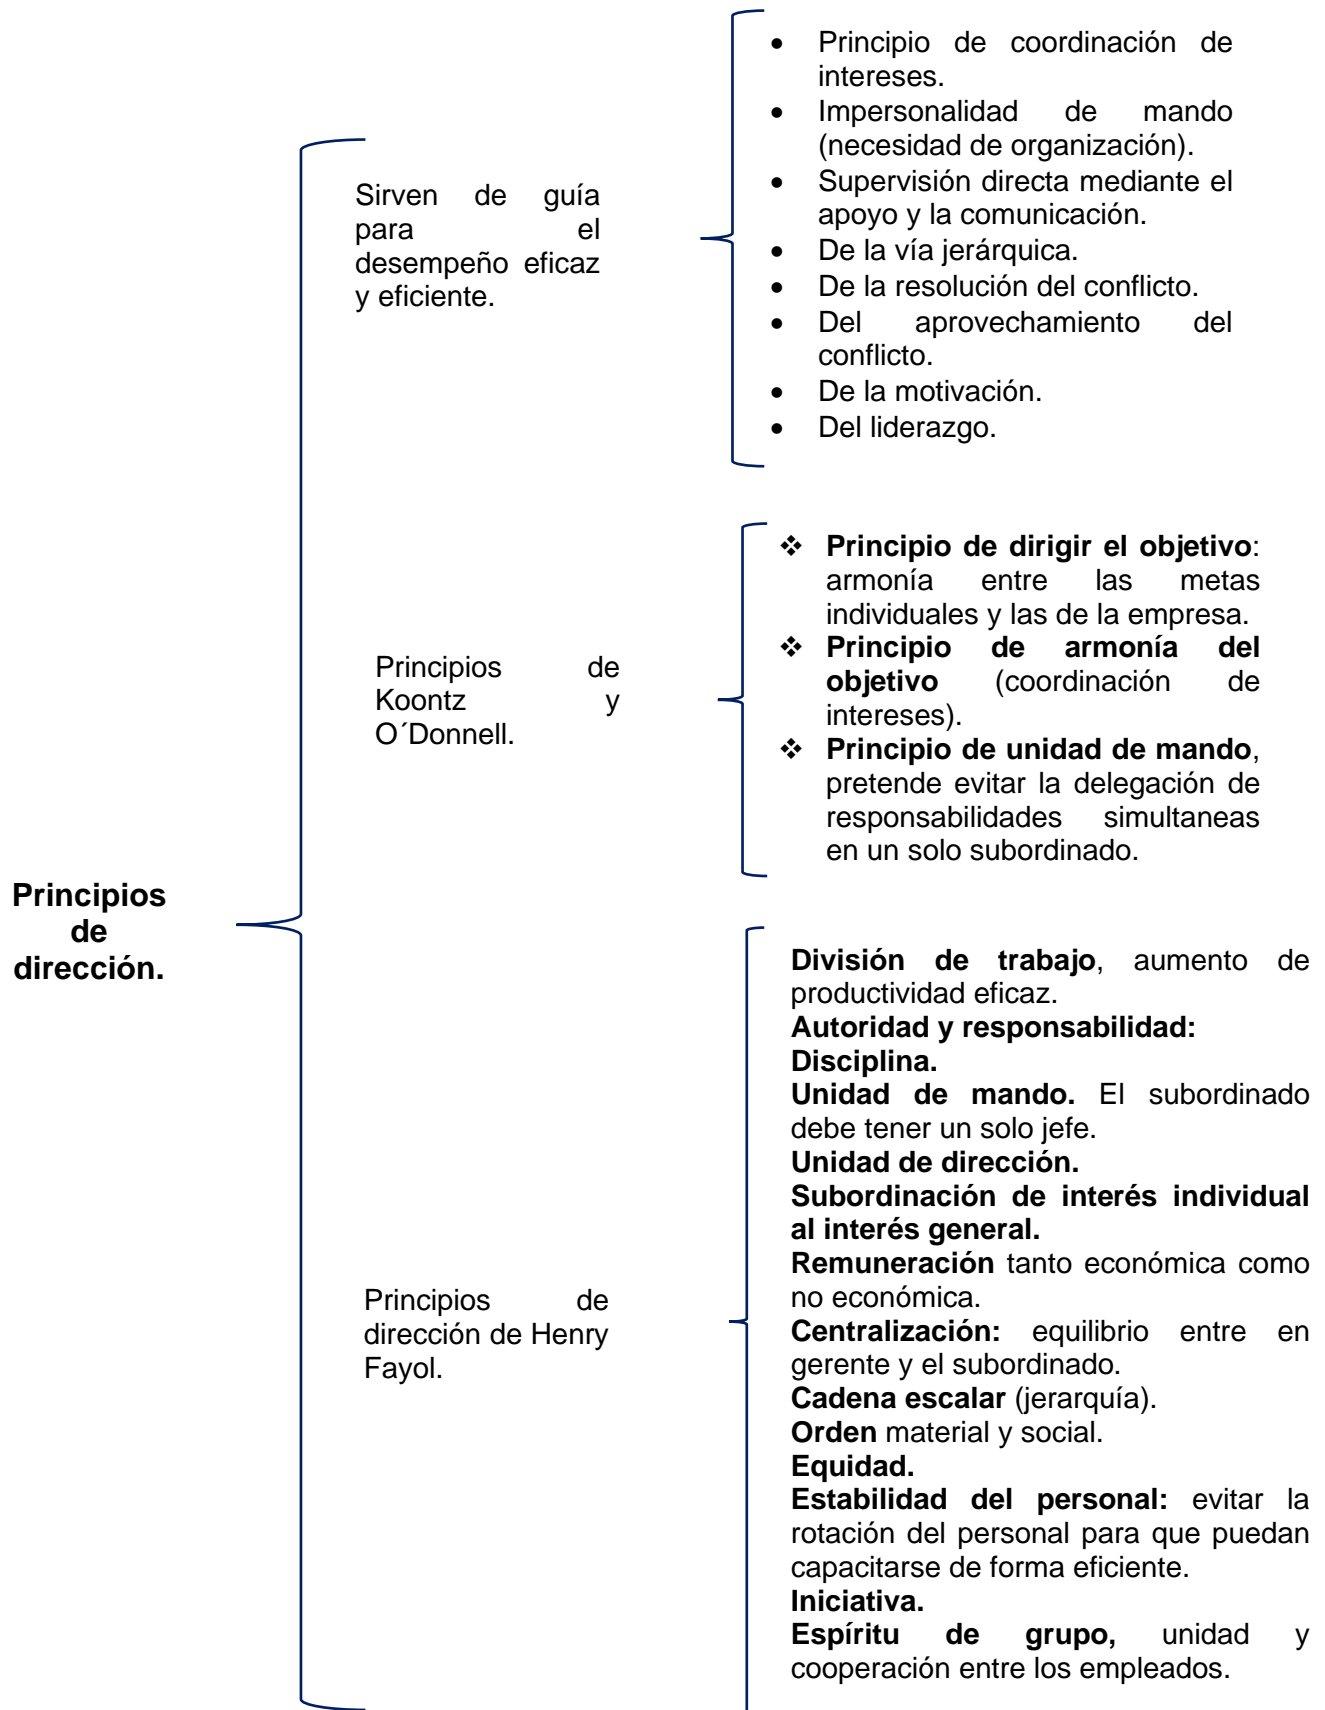 Principios
de
dirección.
Sirven de guía
para el
desempeño eficaz
y eficiente.
• Principio de coordinación de
intereses.
• Impersonalidad de mando
(necesidad de organización).
• Supervisión directa mediante el
apoyo y la comunicación.
• De la vía jerárquica.
• De la resolución del conflicto.
• Del aprovechamiento del
conflicto.
• De la motivación.
• Del liderazgo.
Principios de
Koontz y
O´Donnell.
❖ Principio de dirigir el objetivo:
armonía entre las metas
individuales y las de la empresa.
❖ Principio de armonía del
objetivo (coordinación de
intereses).
❖ Principio de unidad de mando,
pretende evitar la delegación de
responsabilidades simultaneas
en un solo subordinado.
Principios de
dirección de Henry
Fayol.
División de trabajo, aumento de
productividad eficaz.
Autoridad y responsabilidad:
Disciplina.
Unidad de mando. El subordinado
debe tener un solo jefe.
Unidad de dirección.
Subordinación de interés individual
al interés general.
Remuneración tanto económica como
no económica.
Centralización: equilibrio entre en
gerente y el subordinado.
Cadena escalar (jerarquía).
Orden material y social.
Equidad.
Estabilidad del personal: evitar la
rotación del personal para que puedan
capacitarse de forma eficiente.
Iniciativa.
Espíritu de grupo, unidad y
cooperación entre los empleados.